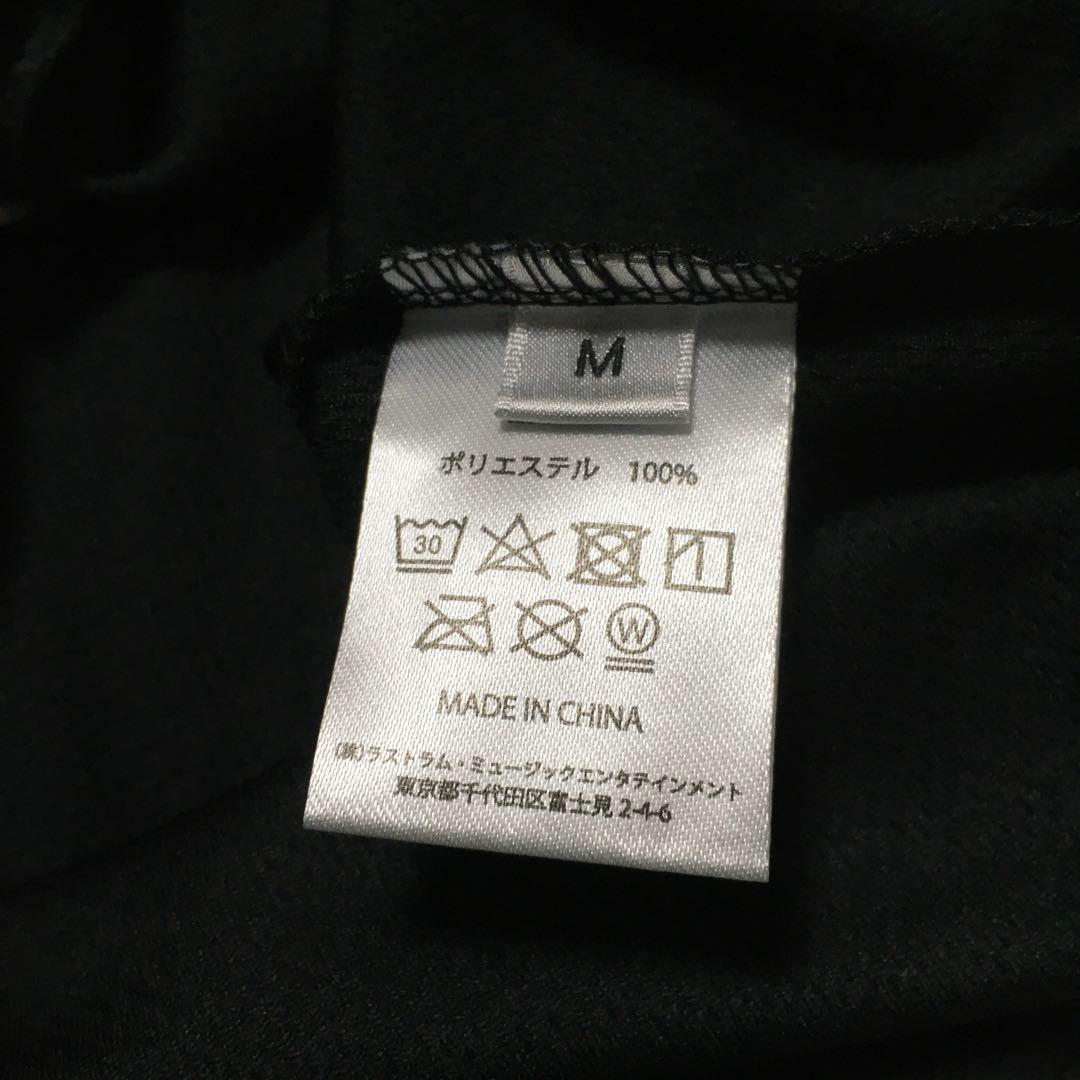 M
ポリエステル 100%
30
W
MADE IN CHINA
(株)ラストラム・ミュージックエンタテインメント
東京都千代田区富士見 2-4-6